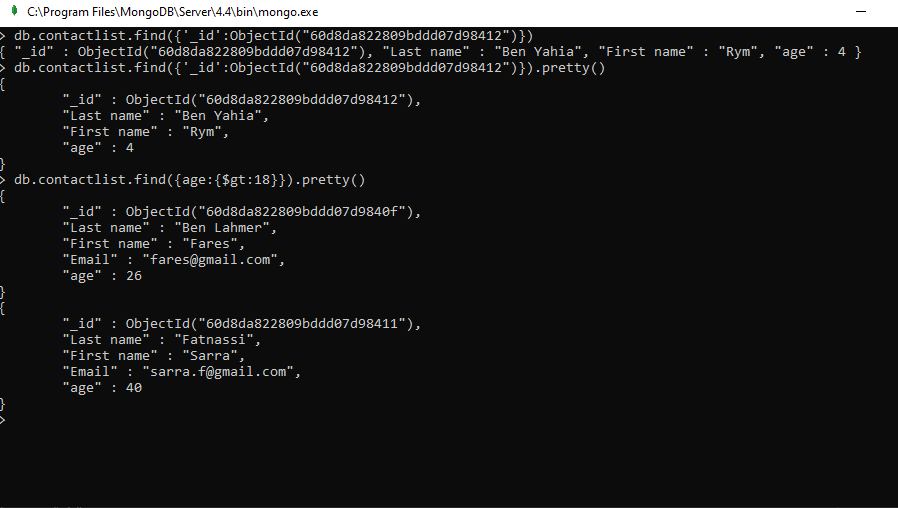 C:\Program Files\MongoDB\Server\4.4\bin\mongo.exe
> db.contactlist.find({'_id':ObjectId("60d8da822809bddd07d98412")})
{ "_id" : ObjectId("60d8da822809bddd07d98412"), "Last name" : "Ben Yahia", "First name" : "Rym", "age" : 4 }
> db.contactlist.find({'_id':ObjectId("60d8da822809bddd07d98412")}).pretty()
{
        "_id" : ObjectId("60d8da822809bddd07d98412"),
        "Last name" : "Ben Yahia",
        "First name" : "Rym",
        "age" : 4
}
> db.contactlist.find({age:{$gt:18}}).pretty()
{
        "_id" : ObjectId("60d8da822809bddd07d9840f"),
        "Last name" : "Ben Lahmer",
        "First name" : "Fares",
        "Email" : "fares@gmail.com",
        "age" : 26
}
{
        "_id" : ObjectId("60d8da822809bddd07d98411"),
        "Last name" : "Fatnassi",
        "First name" : "Sarra",
        "Email" : "sarra.f@gmail.com",
        "age" : 40
}
>